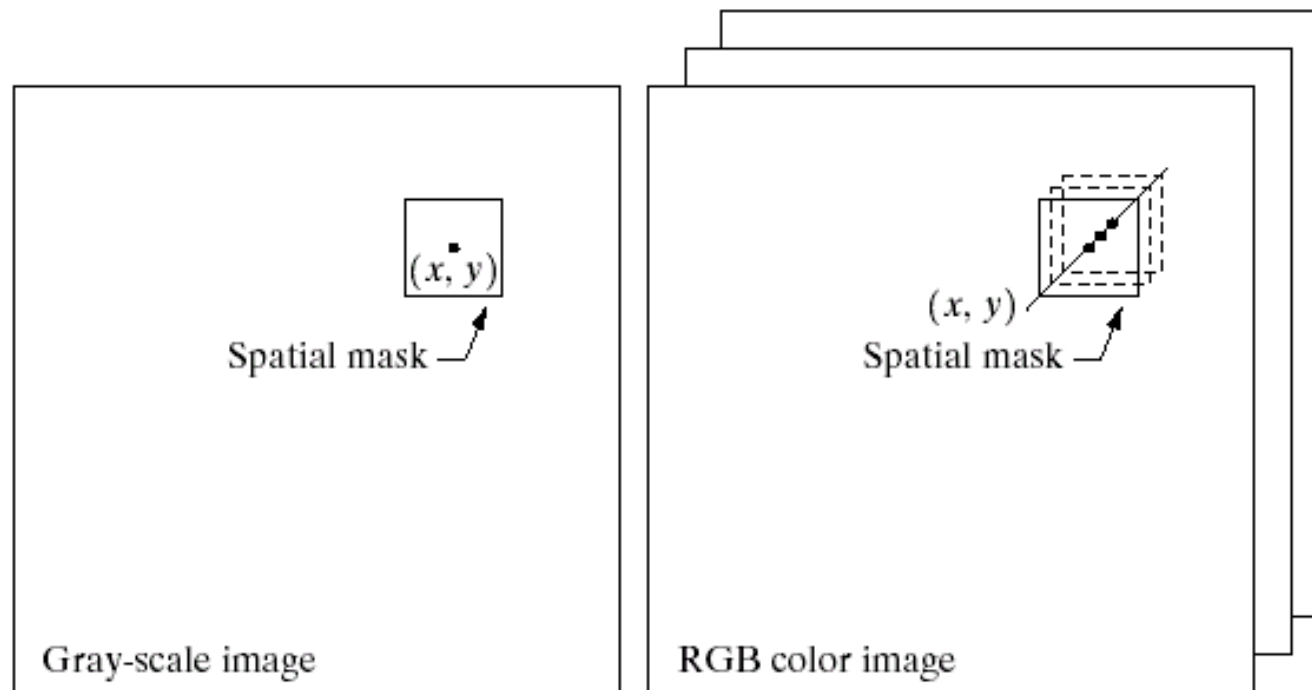 (x, y)
Spatial mask
Gray-scale image
(x, y)
Spatial mask
RGB color image